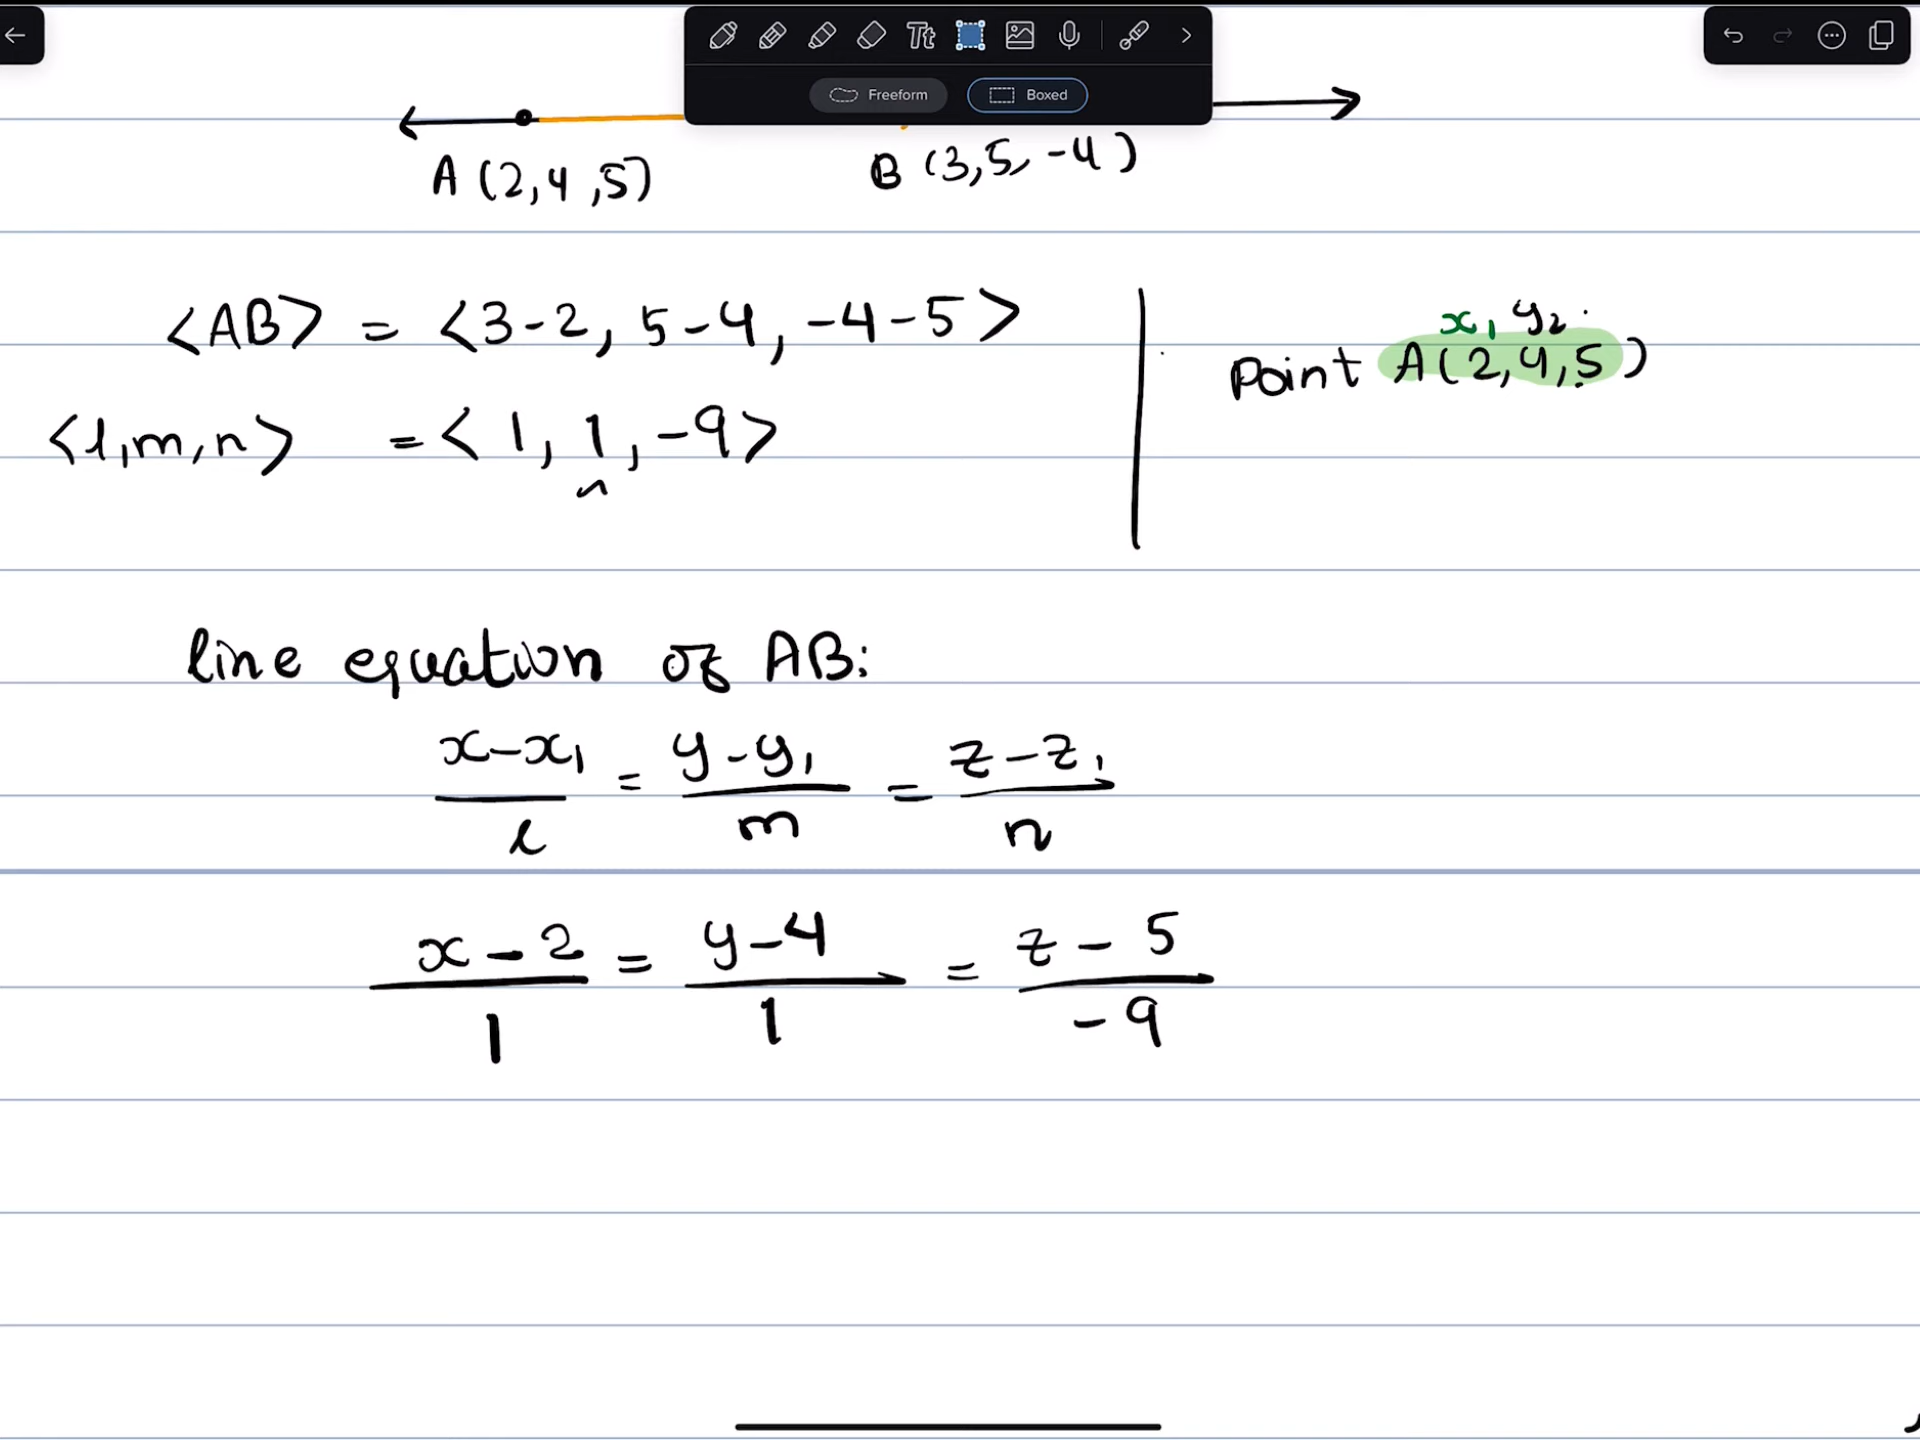 Tt
Freeform Boxed
A (2,4,5) B (3,5,-4)
<AB> = <3-2, 5-4, -4-5>
x₁ y₂
Point A(2,4,5)
<l,m,n> = <1, 1, -9>
line equation of AB:
x-x₁ = y-y₁ = z-z₁
l m n
x-2 = y-4 = z-5
1 1 -9